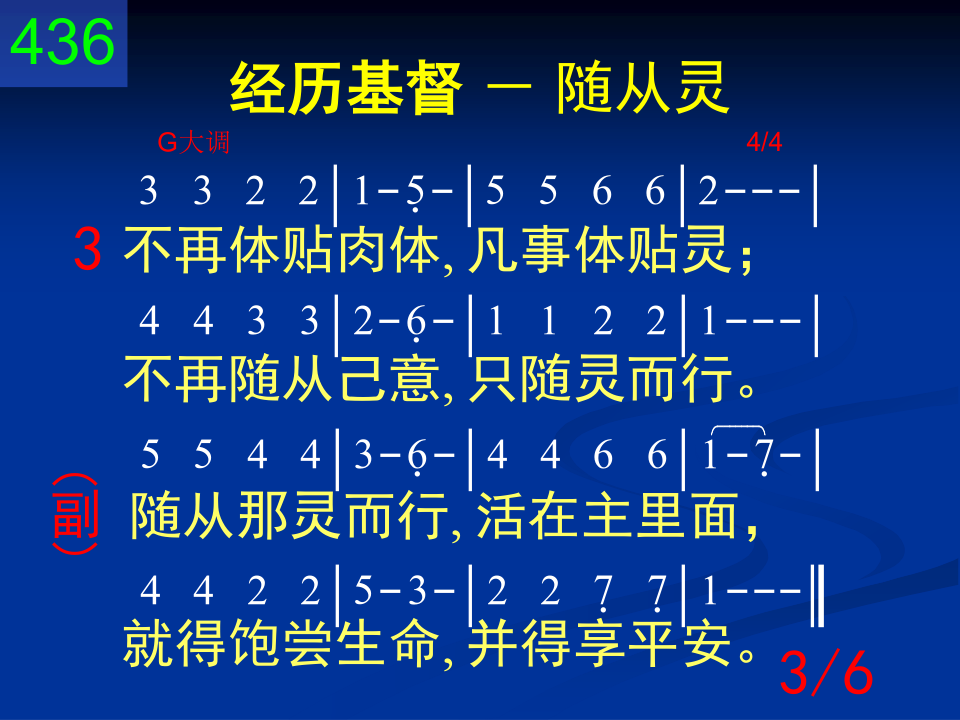 436
经历基督 － 随从灵
G大调 4/4
3 3 2 2|1-5̣-|5 5 6 6|2---|
3 不再体贴肉体, 凡事体贴灵；
4 4 3 3|2-6̣-|1 1 2 2|1---|
不再随从己意, 只随灵而行。
5 5 4 4|3-6̣-|4 4 6 6|1-7̣-|
（副） 随从那灵而行, 活在主里面，
4 4 2 2|5-3-|2 2 7̣ 7̣|1---‖
就得饱尝生命, 并得享平安。
3/6